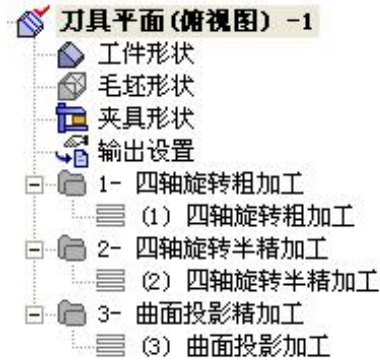 刀具平面(俯视图) -1
工件形状
毛坯形状
夹具形状
输出设置
1- 四轴旋转粗加工
(1) 四轴旋转粗加工
2- 四轴旋转半精加工
(2) 四轴旋转半精加工
3- 曲面投影精加工
(3) 曲面投影加工